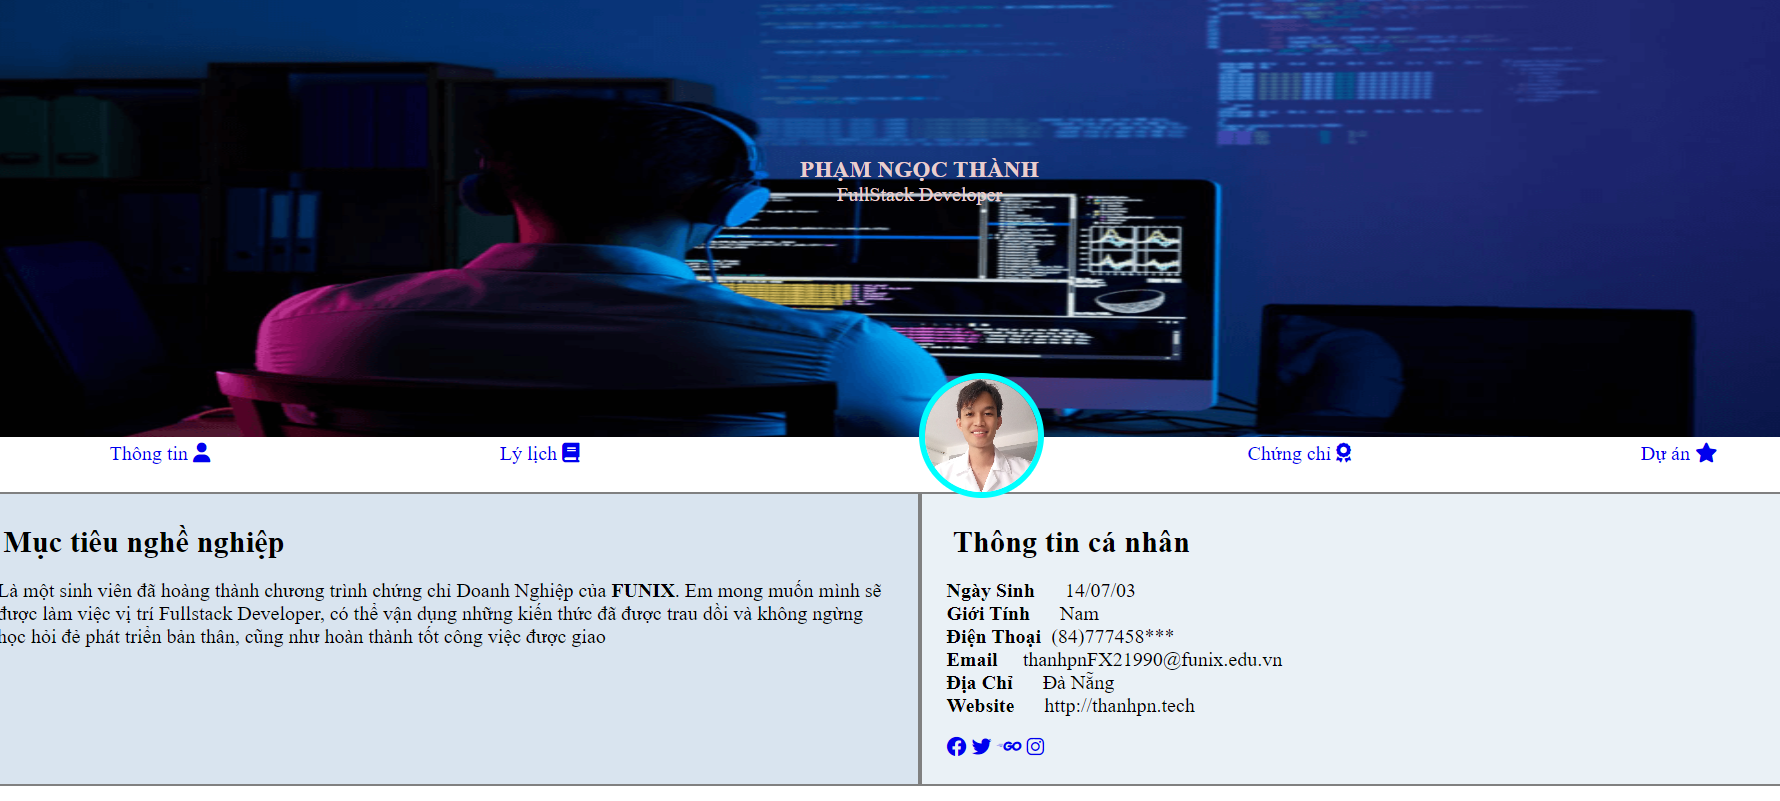 PHẠM NGỌC THÀNH
FullStack Developer
Thông tin
Lý lịch
Chứng chỉ
Dự án
Mục tiêu nghề nghiệp
Là một sinh viên đã hoàng thành chương trình chứng chỉ Doanh Nghiệp của FUNIX. Em mong muốn mình sẽ
được làm việc vị trí Fullstack Developer, có thể vận dụng những kiến thức đã được trau dồi và không ngừng
học hỏi đẻ phát triển bản thân, cũng như hoàn thành tốt công việc được giao
Thông tin cá nhân
Ngày Sinh 14/07/03
Giới Tính Nam
Điện Thoại (84)777458***
Email thanhpnFX21990@funix.edu.vn
Địa Chỉ Đà Nẵng
Website http://thanhpn.tech
GO